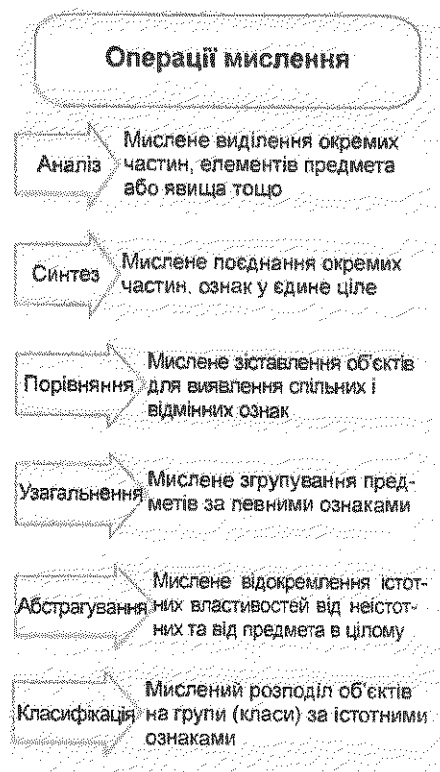 Операції мислення
Аналіз
Мислене виділення окремих
частин, елементів предмета
або явища тощо
Синтез
Мислене поєднання окремих
частин, ознак у єдине ціле
Порівняння
Мислене зіставлення об'єктів
для виявлення спільних і
відмінних ознак
Узагальнення
Мислене згрупування пред-
метів за певними ознаками
Абстрагування
Мислене відокремлення істот-
них властивостей від неістот-
них та від предмета в цілому
Класифікація
Мислений розподіл об'єктів
на групи (класи) за істотними
ознаками